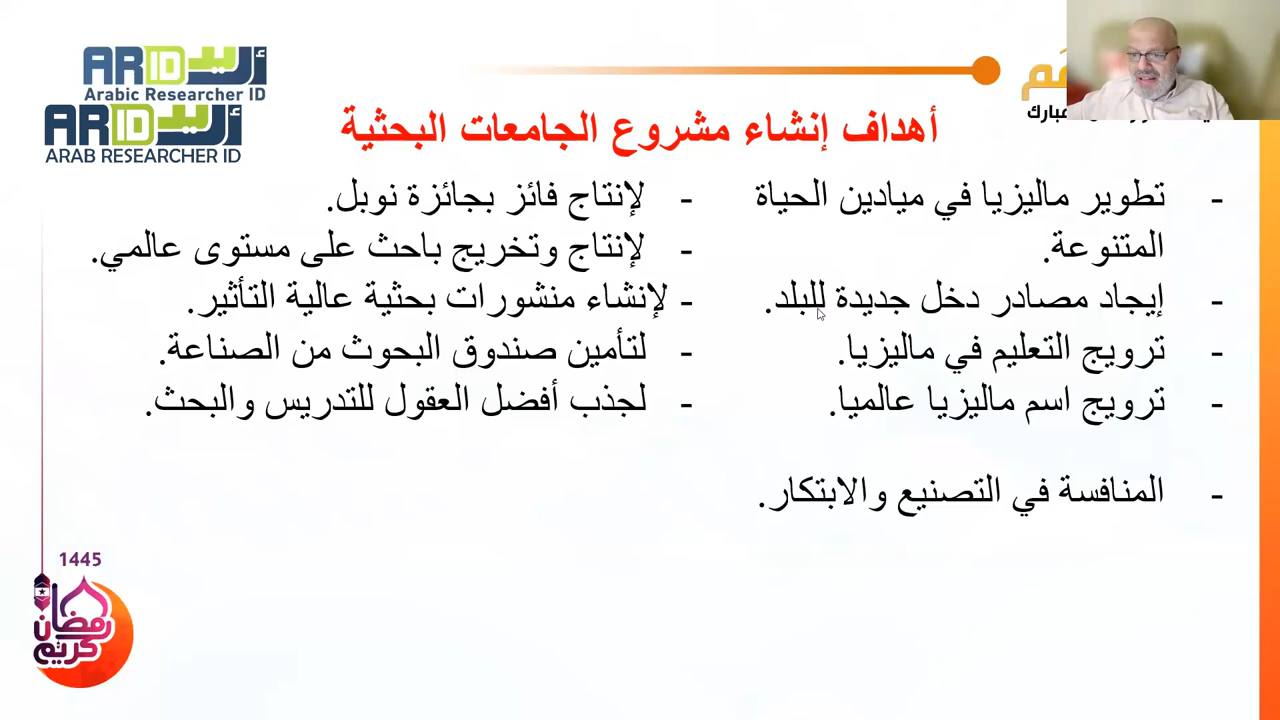 ARID أريد
Arabic Researcher ID
ARID أريد
ARAB RESEARCHER ID
أهداف إنشاء مشروع الجامعات البحثية
- تطوير ماليزيا في ميادين الحياة
المتنوعة.
- إيجاد مصادر دخل جديدة للبلد.
- ترويج التعليم في ماليزيا.
- ترويج اسم ماليزيا عالميا.
- المنافسة في التصنيع والابتكار.
- لإنتاج فائز بجائزة نوبل.
- لإنتاج وتخريج باحث على مستوى عالمي.
- لإنشاء منشورات بحثية عالية التأثير.
- لتأمين صندوق البحوث من الصناعة.
- لجذب أفضل العقول للتدريس والبحث.
1445
رمضان
كريم